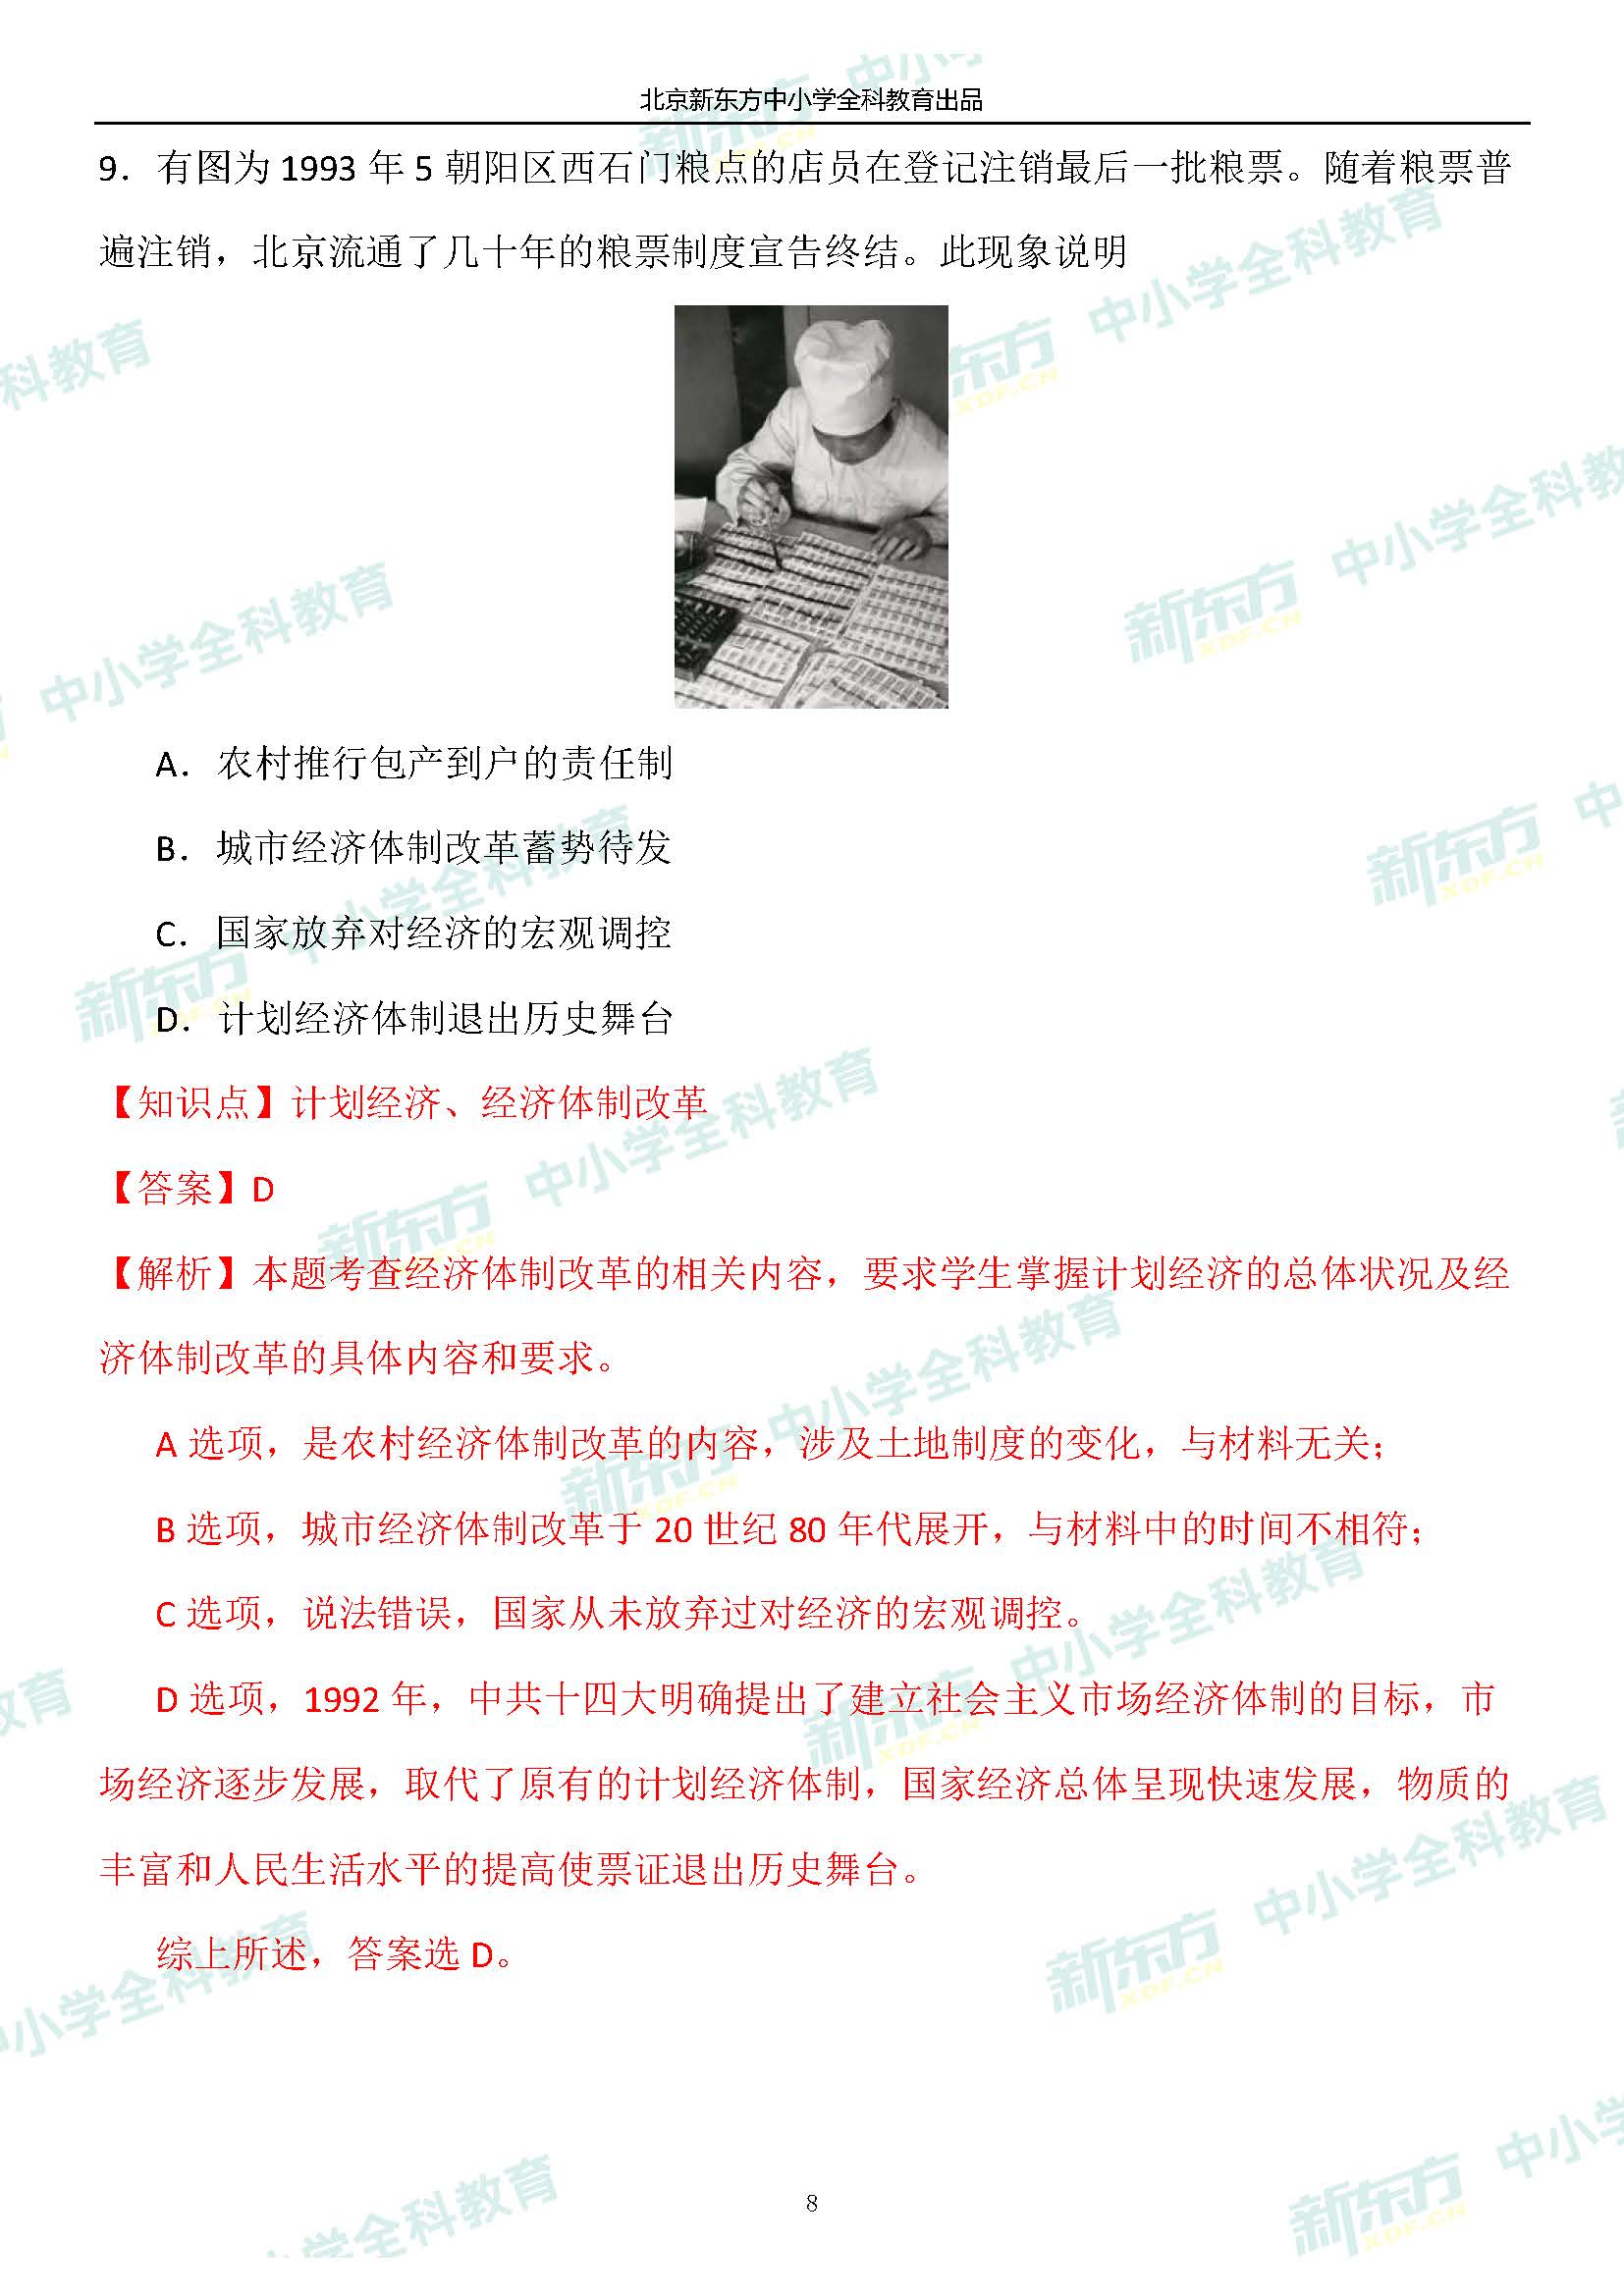 北京新东方中小学全科教育出品
9．有图为 1993 年 5 朝阳区西石门粮点的店员在登记注销最后一批粮票。随着粮票普
遍注销，北京流通了几十年的粮票制度宣告终结。此现象说明
A．农村推行包产到户的责任制
B．城市经济体制改革蓄势待发
C．国家放弃对经济的宏观调控
D．计划经济体制退出历史舞台
【知识点】计划经济、经济体制改革
【答案】D
【解析】本题考查经济体制改革的相关内容，要求学生掌握计划经济的总体状况及经
济体制改革的具体内容和要求。
A 选项，是农村经济体制改革的内容，涉及土地制度的变化，与材料无关；
B 选项，城市经济体制改革于 20 世纪 80 年代展开，与材料中的时间不相符；
C 选项，说法错误，国家从未放弃过对经济的宏观调控。
D 选项，1992 年，中共十四大明确提出了建立社会主义市场经济体制的目标，市
场经济逐步发展，取代了原有的计划经济体制，国家经济总体呈现快速发展，物质的
丰富和人民生活水平的提高使票证退出历史舞台。
综上所述，答案选 D。
8
新东方 XDF.CN 中小学全科教育